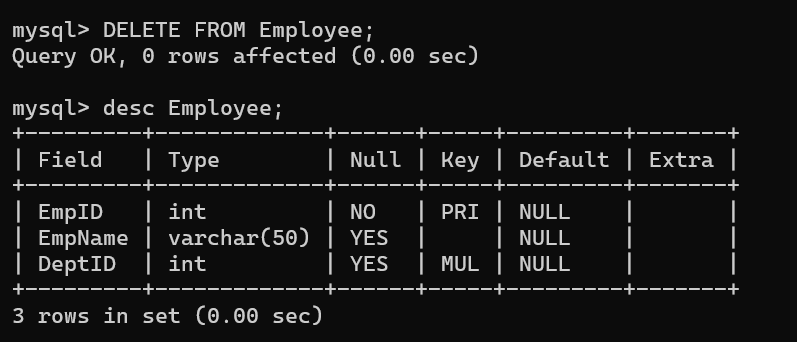 mysql> DELETE FROM Employee;
Query OK, 0 rows affected (0.00 sec)

mysql> desc Employee;
+---------+-------------+------+-----+---------+-------+
| Field   | Type        | Null | Key | Default | Extra |
+---------+-------------+------+-----+---------+-------+
| EmpID   | int         | NO   | PRI | NULL    |       |
| EmpName | varchar(50) | YES  |     | NULL    |       |
| DeptID  | int         | YES  | MUL | NULL    |       |
+---------+-------------+------+-----+---------+-------+
3 rows in set (0.00 sec)